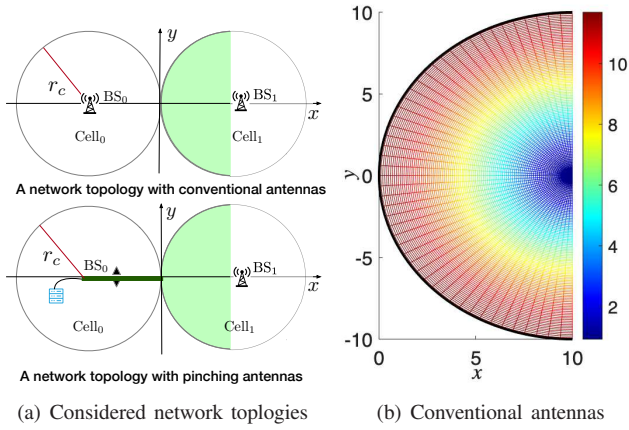 y
r_c
BS_0
BS_1
x
Cell_0
Cell_1
A network topology with conventional antennas
y
r_c
BS_0
BS_1
x
Cell_0
Cell_1
A network topology with pinching antennas
(a) Considered network toplogies
10
5
0
-5
-10
y
0
5
10
x
10
8
6
4
2
(b) Conventional antennas